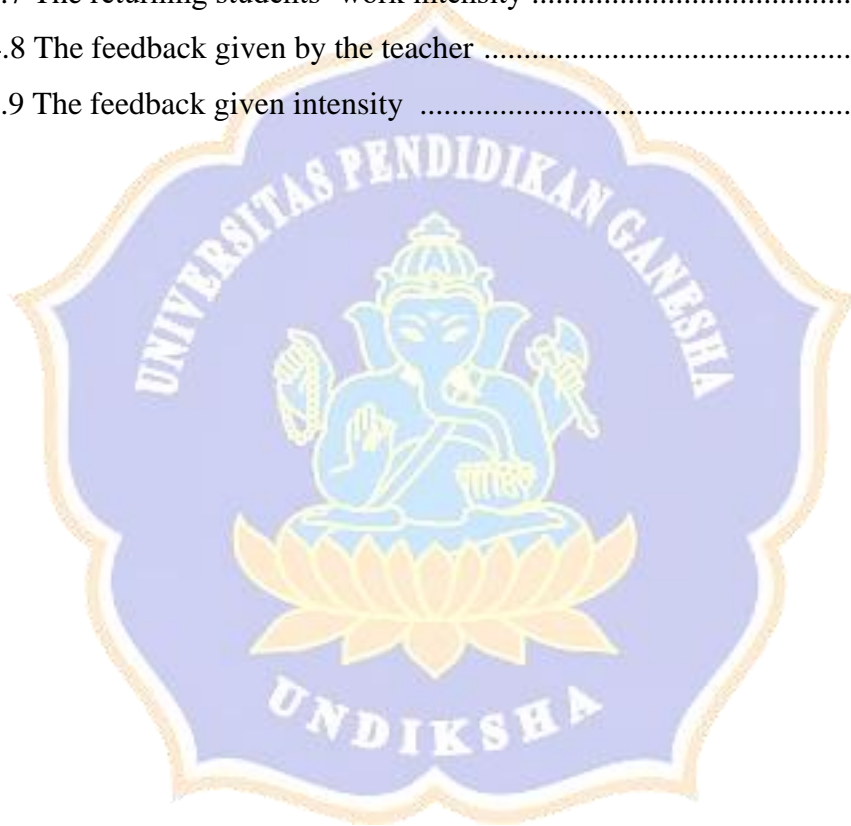 .7 The returning students' work intensity ........................................
.8 The feedback given by the teacher ..............................................
.9 The feedback given intensity ......................................................
UNIVERSITAS PENDIDIKAN GANESHA
UNDIKSHA